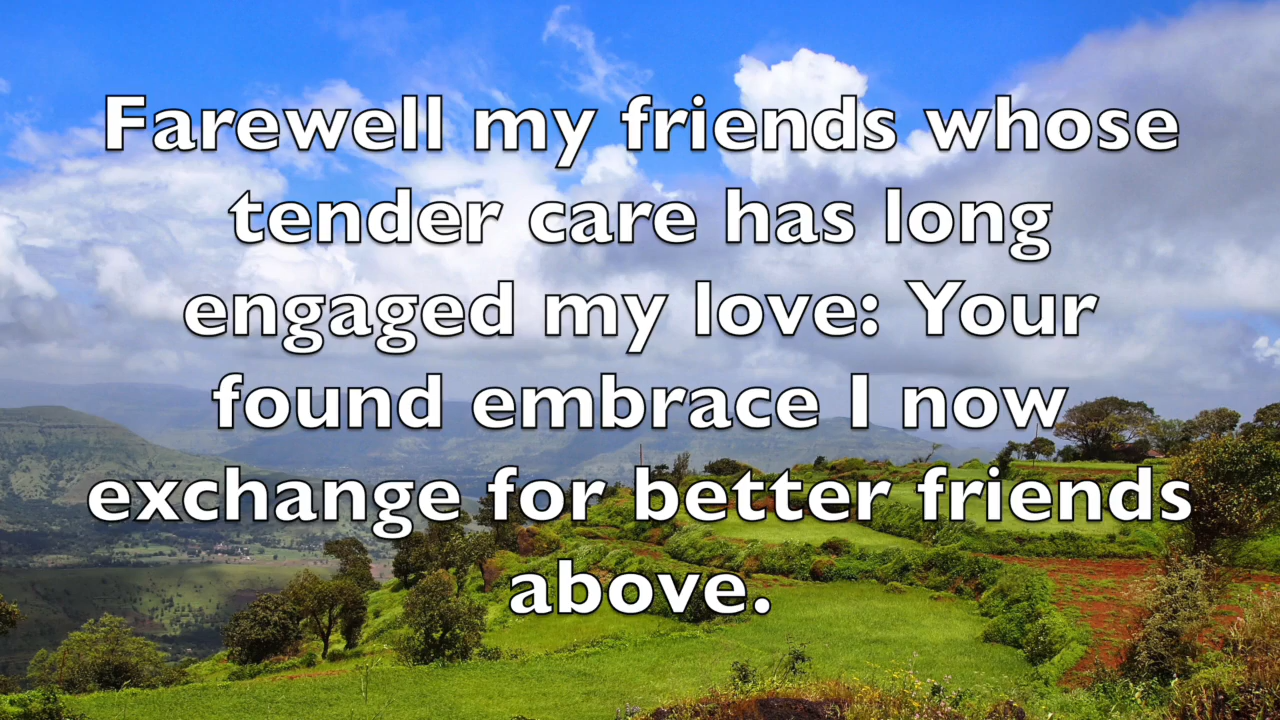 Farewell my friends whose
tender care has long
engaged my love: Your
found embrace I now
exchange for better friends
above.